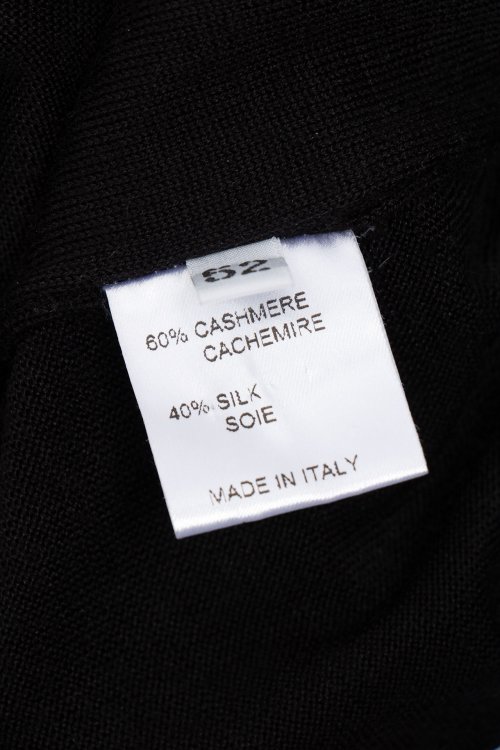 52
60% CASHMERE
CACHEMIRE
40% SILK
SOIE
MADE IN ITALY